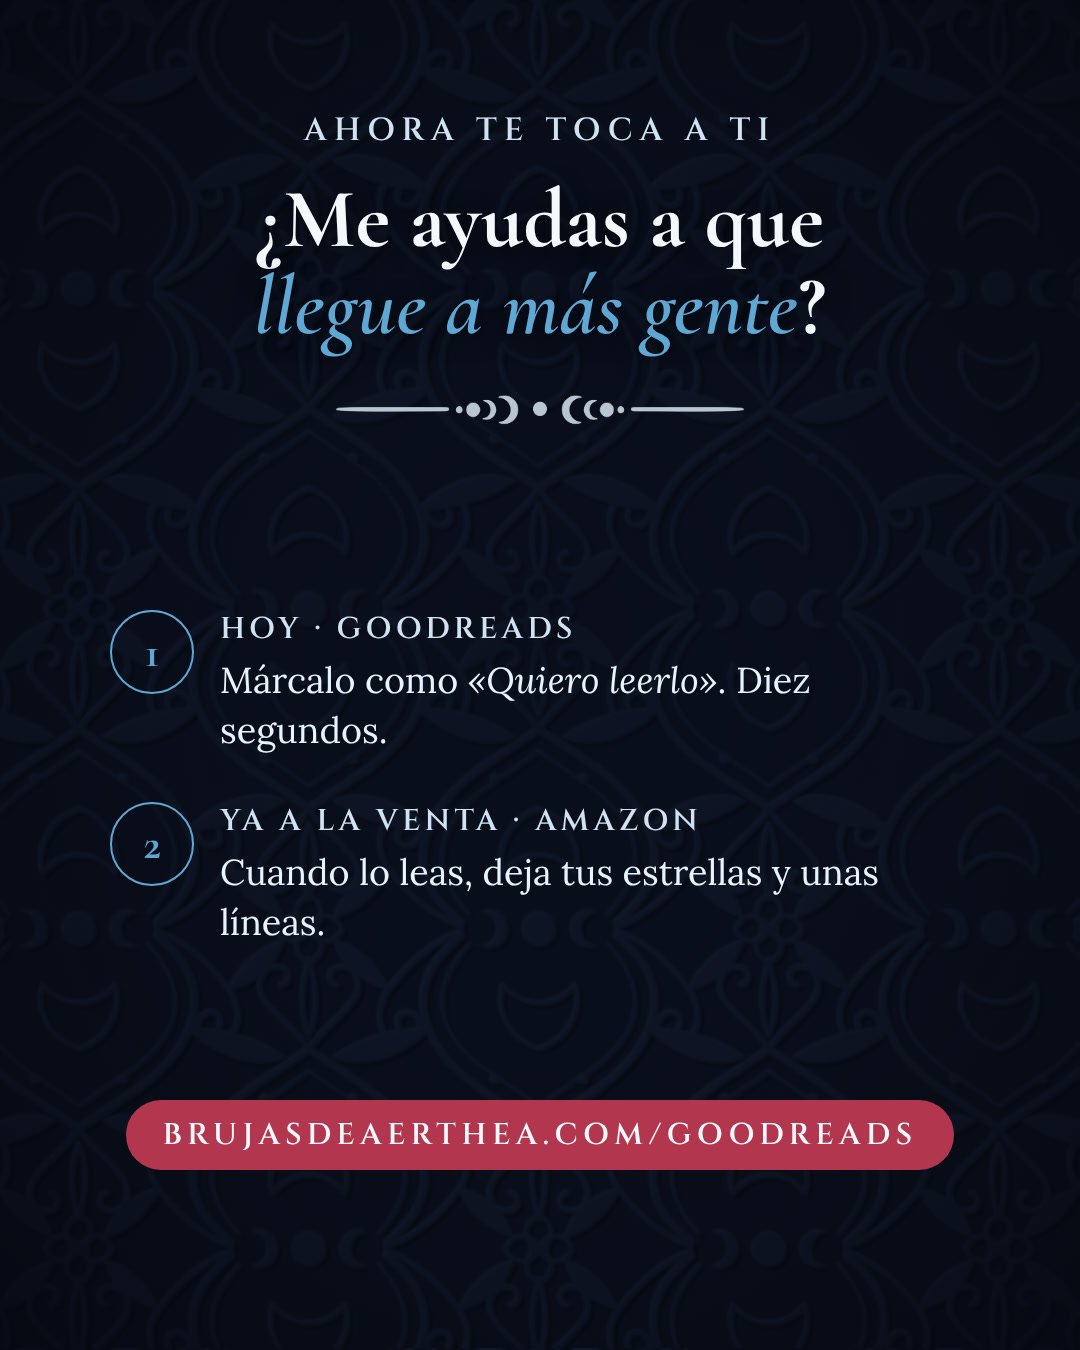 AHORA TE TOCA A TI
¿Me ayudas a que
llegue a más gente?
1
HOY · GOODREADS
Márcalo como «Quiero leerlo». Diez
segundos.
2
YA A LA VENTA · AMAZON
Cuando lo leas, deja tus estrellas y unas
líneas.
BRUJASDEAERTHEA.COM/GOODREADS